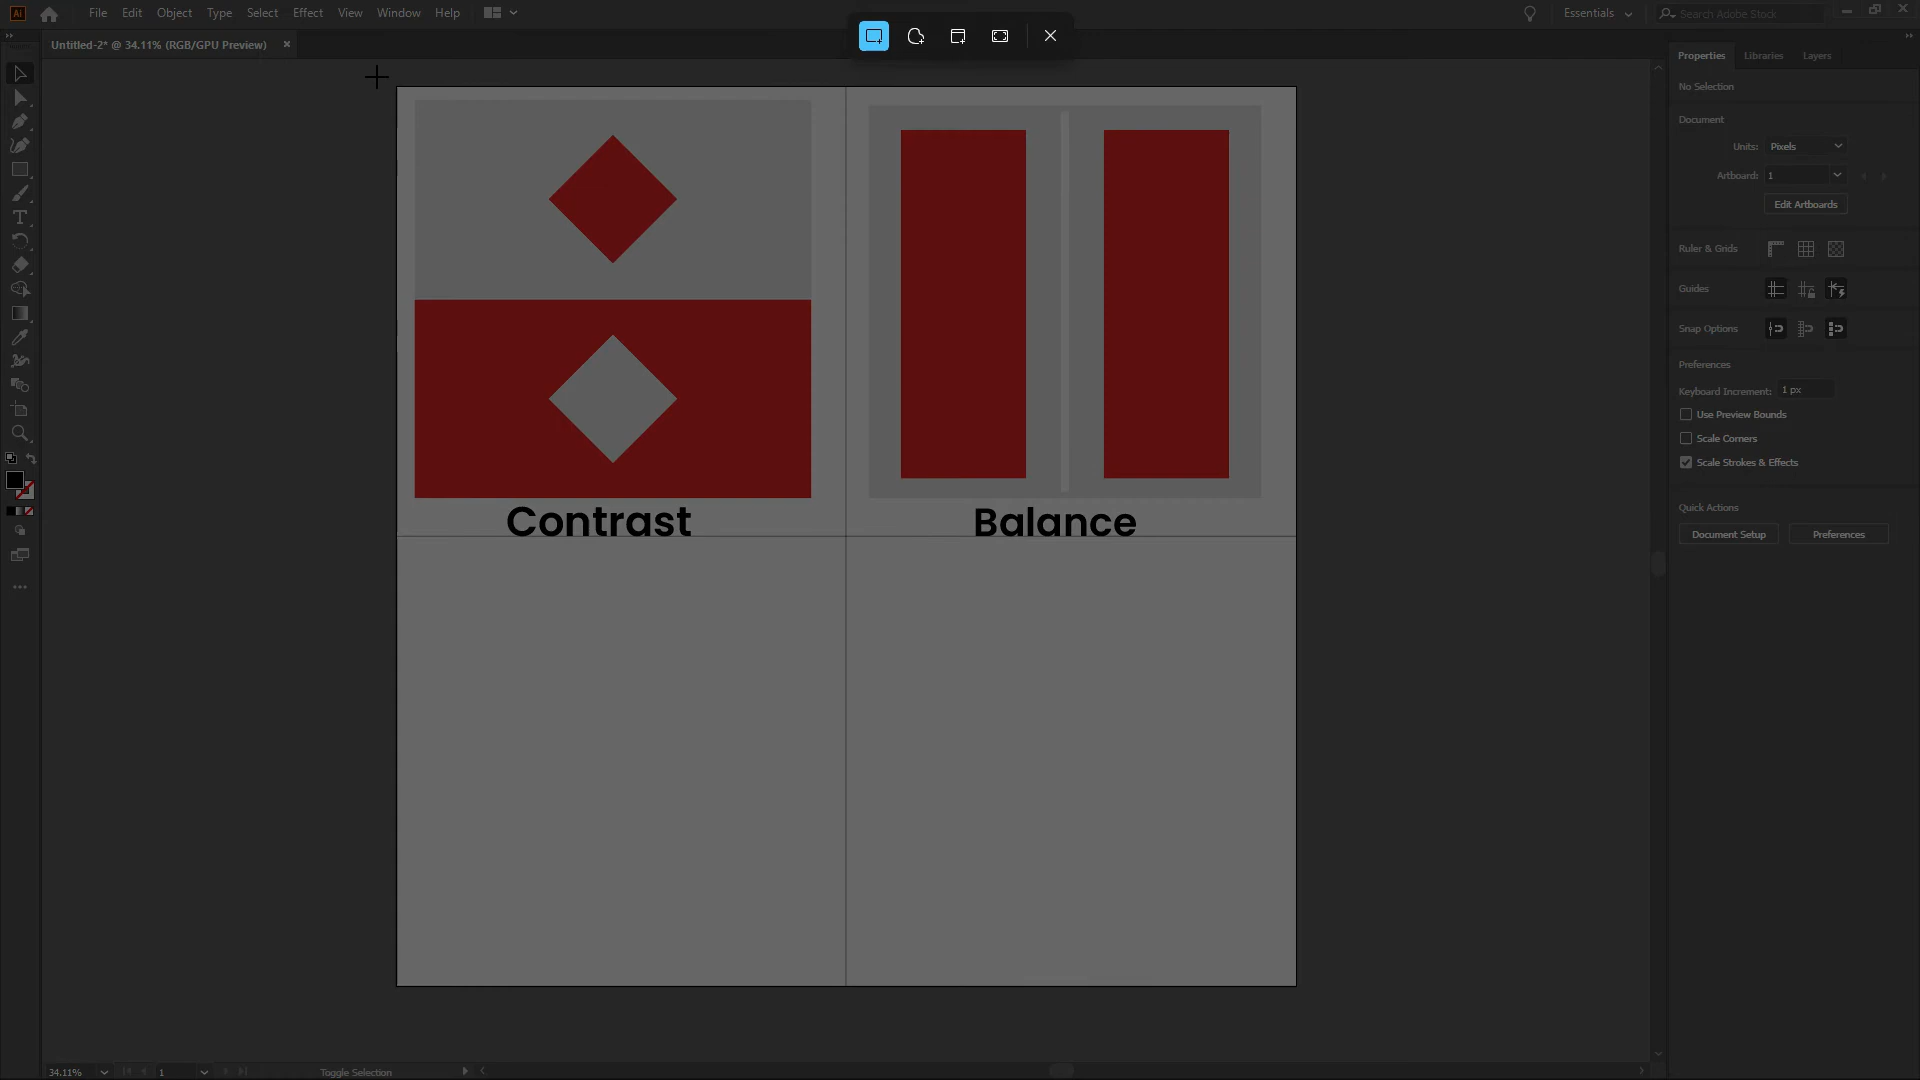 Ai
File Edit Object Type Select Effect View Window Help
Essentials
Search Adobe Stock
Untitled-2* @ 34.11% (RGB/GPU Preview)
Properties Libraries Layers
No Selection
Document
Units: Pixels
Artboard: 1
Edit Artboards
Ruler & Grids
Guides
Snap Options
Preferences
Keyboard Increment: 1 px
Use Preview Bounds
Scale Corners
Scale Strokes & Effects
Quick Actions
Document Setup Preferences
Contrast
Balance
34.11% 1 Toggle Selection